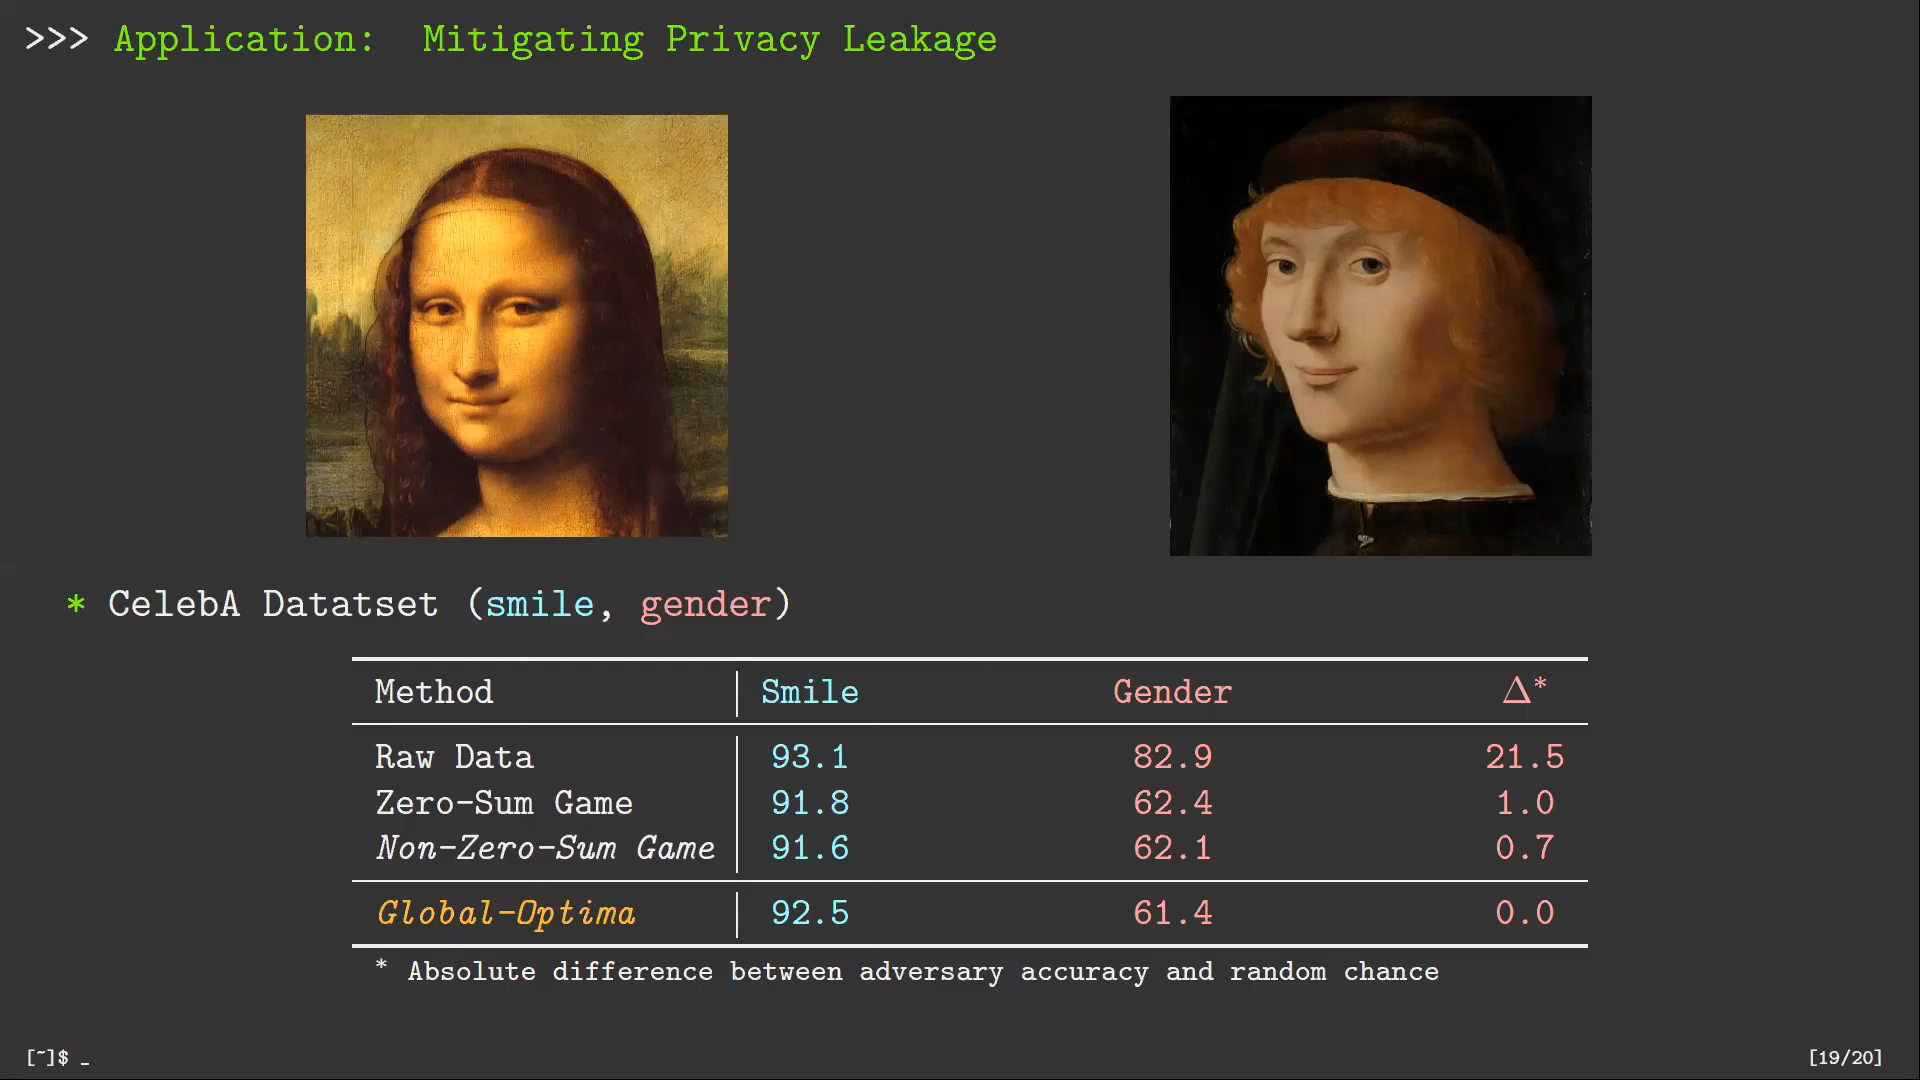 >>> Application: Mitigating Privacy Leakage
* CelebA Datatset (smile, gender)
Method Smile Gender Δ*
Raw Data 93.1 82.9 21.5
Zero-Sum Game 91.8 62.4 1.0
Non-Zero-Sum Game 91.6 62.1 0.7
Global-Optima 92.5 61.4 0.0
* Absolute difference between adversary accuracy and random chance
[~]$ _ [19/20]